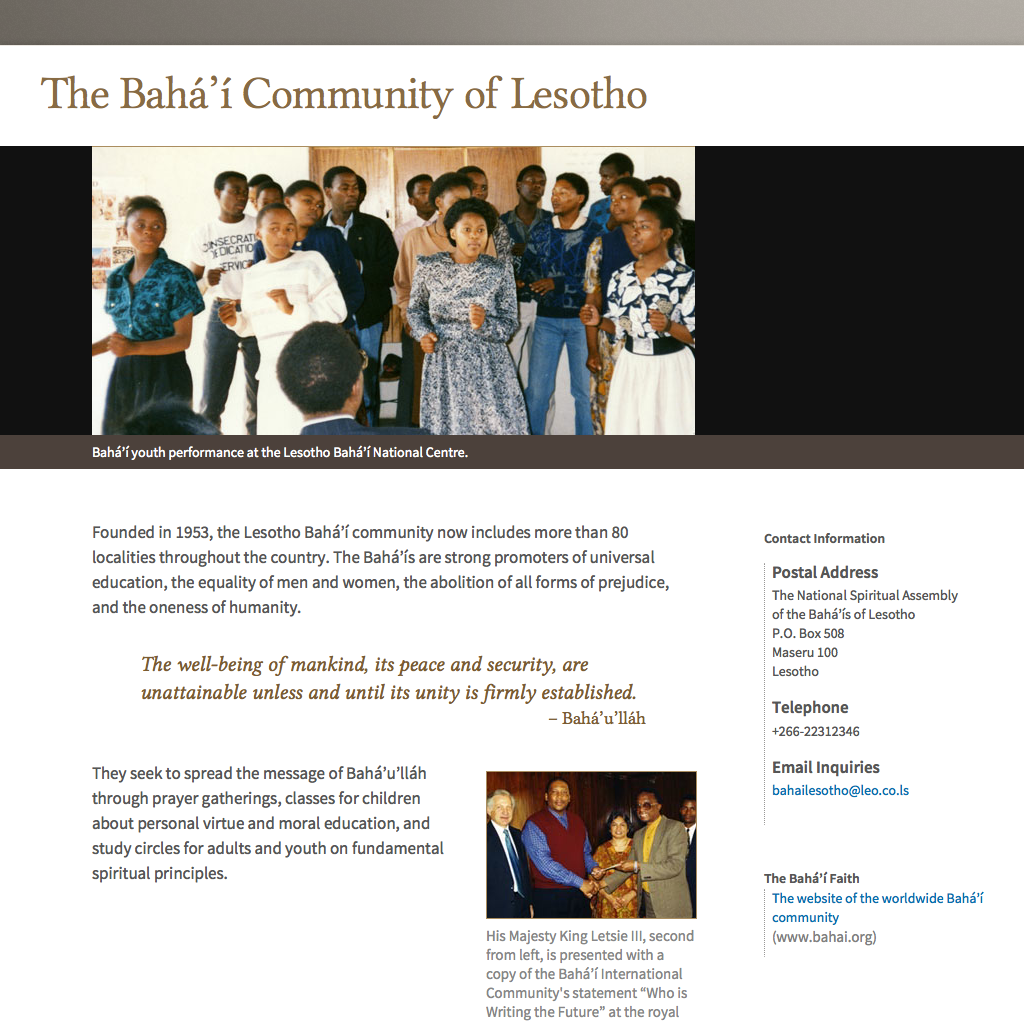 The Bahá’í Community of Lesotho
CONSECRATI
DEDICATIO
SERVIC
Bahá’í youth performance at the Lesotho Bahá’í National Centre.
Founded in 1953, the Lesotho Bahá’í community now includes more than 80
localities throughout the country. The Bahá’ís are strong promoters of universal
education, the equality of men and women, the abolition of all forms of prejudice,
and the oneness of humanity.
The well-being of mankind, its peace and security, are
unattainable unless and until its unity is firmly established.
– Bahá’u’lláh
They seek to spread the message of Bahá’u’lláh
through prayer gatherings, classes for children
about personal virtue and moral education, and
study circles for adults and youth on fundamental
spiritual principles.
His Majesty King Letsie III, second
from left, is presented with a
copy of the Bahá’í International
Community's statement “Who is
Writing the Future” at the royal
Contact Information
Postal Address
The National Spiritual Assembly
of the Bahá’ís of Lesotho
P.O. Box 508
Maseru 100
Lesotho
Telephone
+266-22312346
Email Inquiries
bahailesotho@leo.co.ls
The Bahá’í Faith
The website of the worldwide Bahá’í
community
(www.bahai.org)